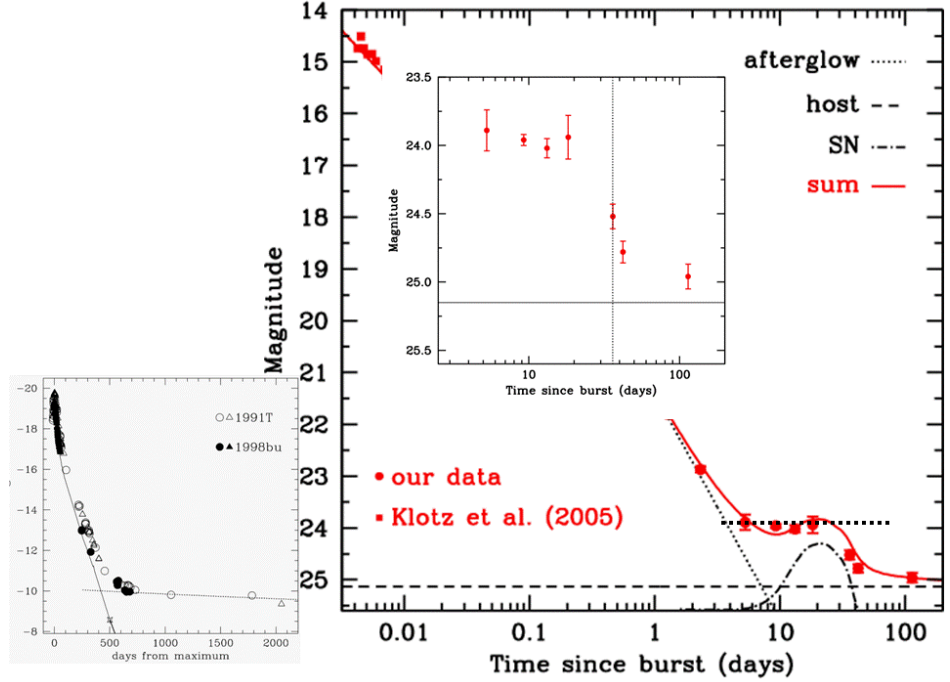 14
15
16
17
18
19
20
21
22
23
24
25
Magnitude
0.01
0.1
1
10
100
Time since burst (days)
afterglow
host
SN
sum
our data
Klotz et al. (2005)
23.5
24.0
24.5
25.0
25.5
Magnitude
10
100
Time since burst (days)
-20
-18
-16
-14
-12
-10
-8
1991T
1998bu
0
500
1000
1500
2000
days from maximum